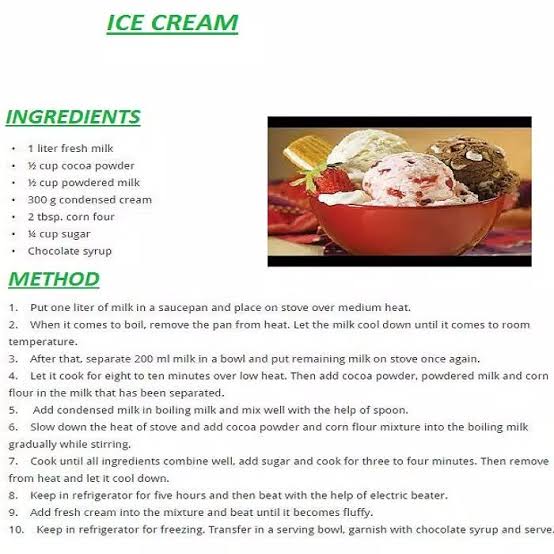 ICE CREAM
INGREDIENTS
• 1 liter fresh milk
• ½ cup cocoa powder
• ½ cup powdered milk
• 300 g condensed cream
• 2 tbsp. corn four
• ¼ cup sugar
• Chocolate syrup
METHOD
1. Put one liter of milk in a saucepan and place on stove over medium heat.
2. When it comes to boil, remove the pan from heat. Let the milk cool down until it comes to room
temperature.
3. After that, separate 200 ml milk in a bowl and put remaining milk on stove once again.
4. Let it cook for eight to ten minutes over low heat. Then add cocoa powder, powdered milk and corn
flour in the milk that has been separated.
5. Add condensed milk in boiling milk and mix well with the help of spoon.
6. Slow down the heat of stove and add cocoa powder and corn flour mixture into the boiling milk
gradually while stirring.
7. Cook until all ingredients combine well, add sugar and cook for three to four minutes. Then remove
from heat and let it cool down.
8. Keep in refrigerator for five hours and then beat with the help of electric beater.
9. Add fresh cream into the mixture and beat until it becomes fluffy.
10. Keep in refrigerator for freezing. Transfer in a serving bowl, garnish with chocolate syrup and serve.